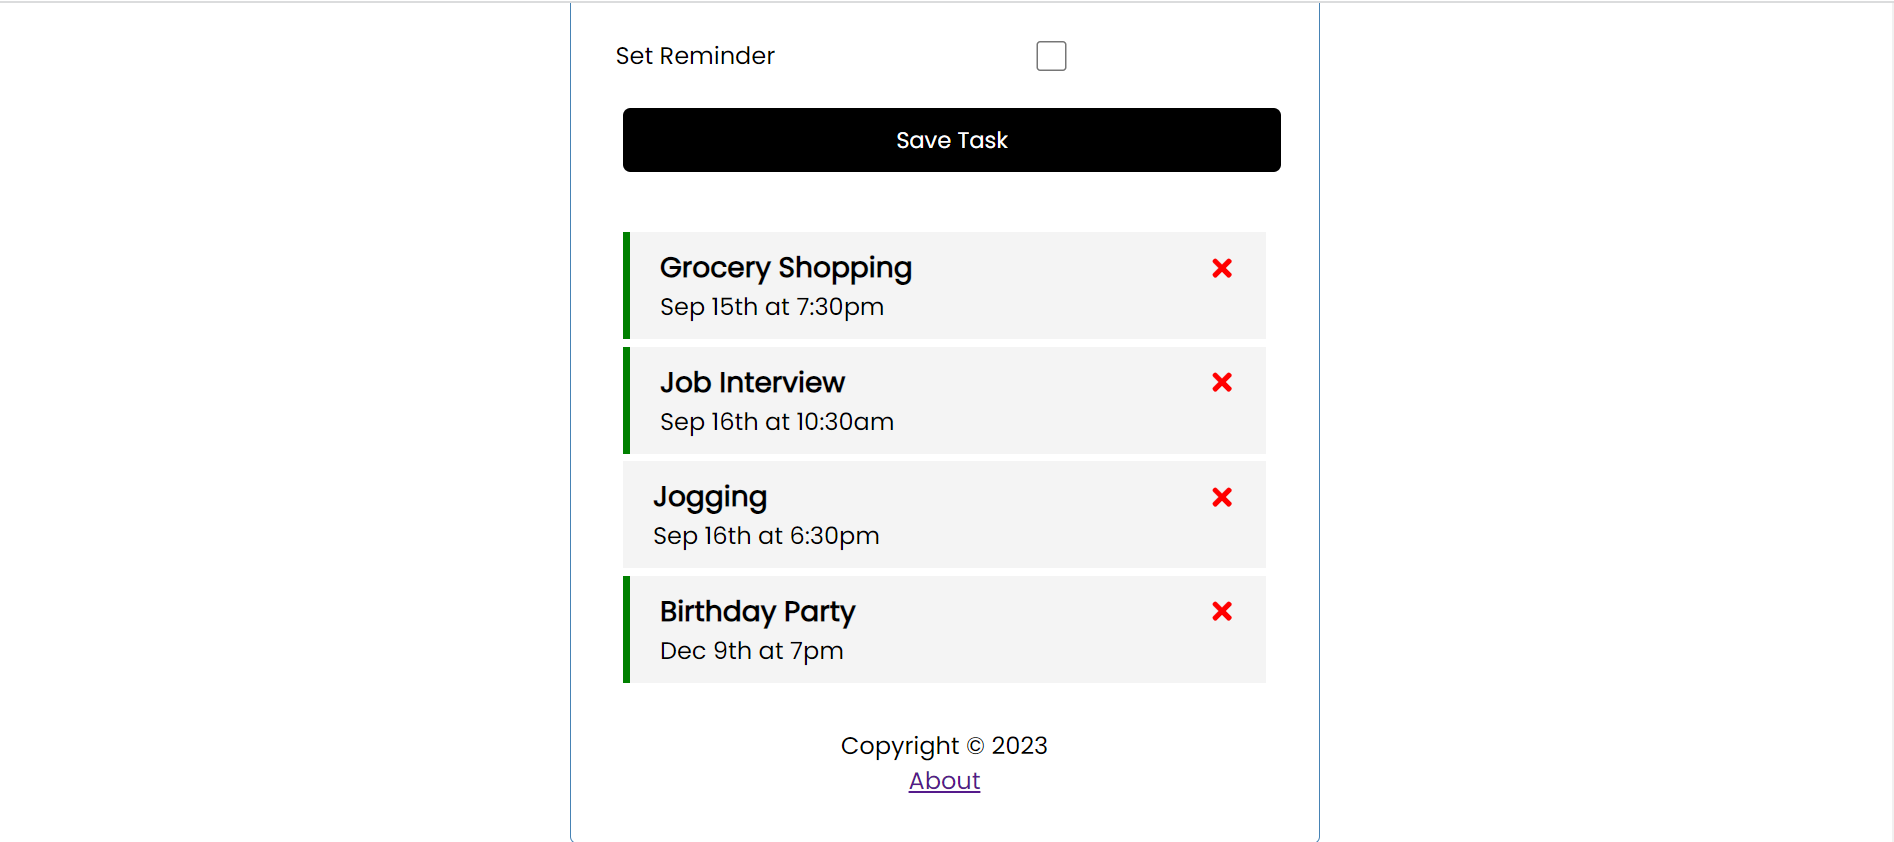 Set Reminder
Save Task
Grocery Shopping
Sep 15th at 7:30pm
Job Interview
Sep 16th at 10:30am
Jogging
Sep 16th at 6:30pm
Birthday Party
Dec 9th at 7pm
Copyright © 2023
About